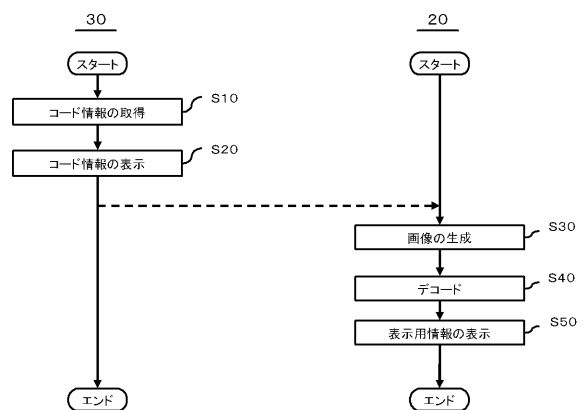 30
20
スタート
スタート
コード情報の取得
S10
コード情報の表示
S20
画像の生成
S30
デコード
S40
表示用情報の表示
S50
エンド
エンド